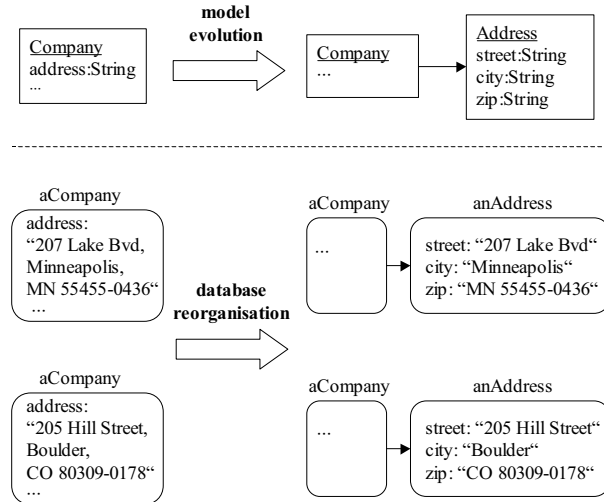 model
evolution
Company
address:String
...
Company
...
Address
street:String
city:String
zip:String
aCompany
address:
“207 Lake Bvd,
Minneapolis,
MN 55455-0436“
...
database
reorganisation
aCompany
...
anAddress
street: “207 Lake Bvd“
city: “Minneapolis“
zip: “MN 55455-0436“
aCompany
address:
“205 Hill Street,
Boulder,
CO 80309-0178“
...
aCompany
...
anAddress
street: “205 Hill Street“
city: “Boulder“
zip: “CO 80309-0178“